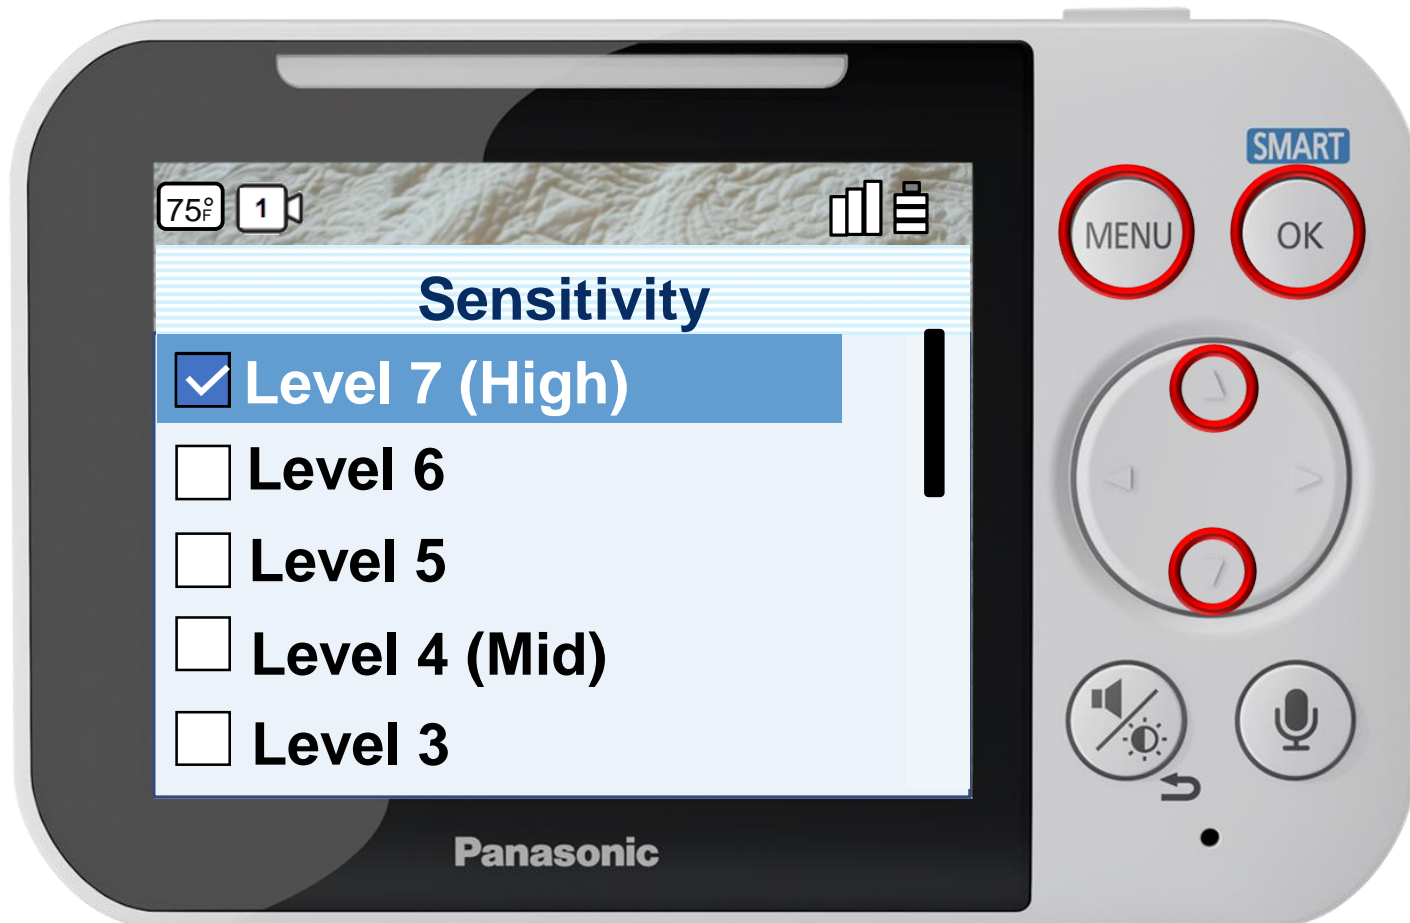 SMART
75°F 1
MENU OK
Sensitivity
Level 7 (High)
Level 6
Level 5
Level 4 (Mid)
Level 3
Panasonic